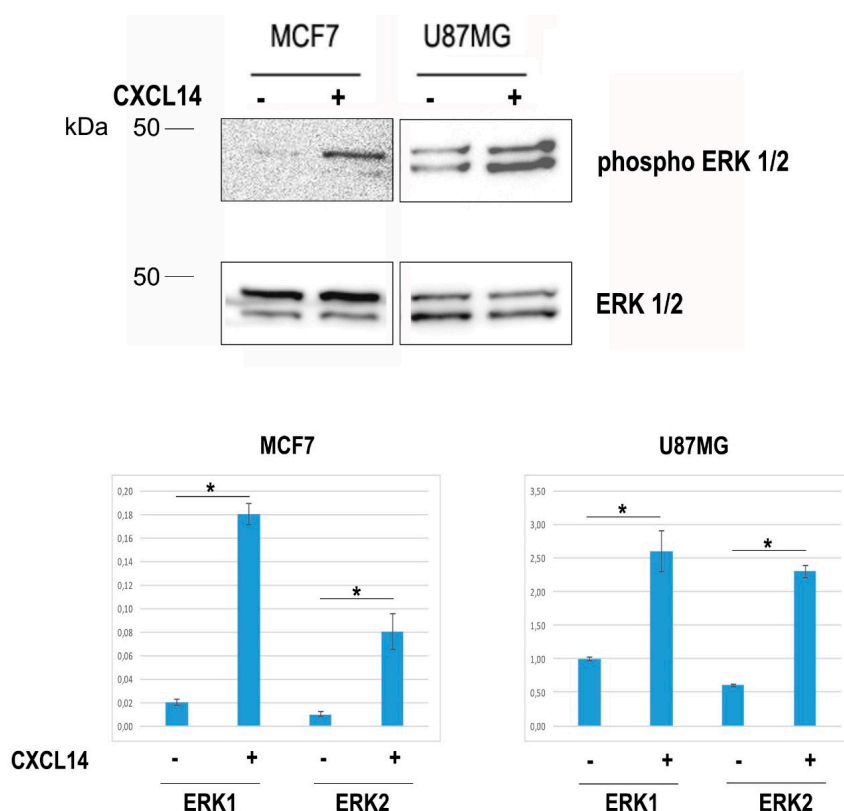 MCF7 U87MG
CXCL14 - + - +
kDa 50
phospho ERK 1/2
50
ERK 1/2
MCF7
0,20
0,18
0,16
0,14
0,12
0,10
0,08
0,06
0,04
0,02
0,00
* *
CXCL14 - + - +
ERK1 ERK2
U87MG
3,50
3,00
2,50
2,00
1,50
1,00
0,50
0,00
* *
- + - +
ERK1 ERK2